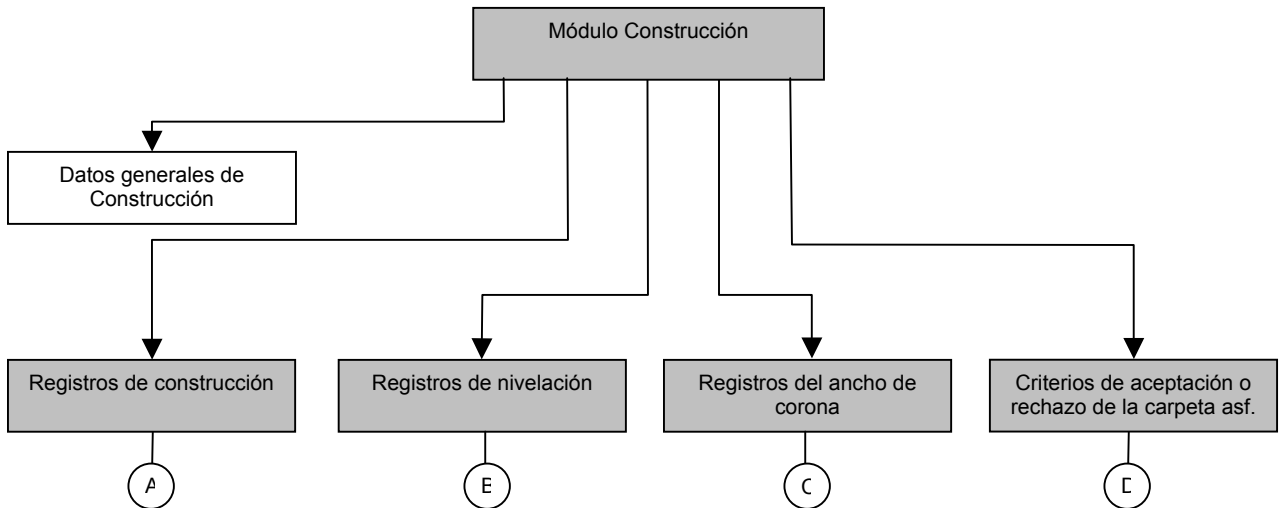 Módulo Construcción
Datos generales de
Construcción
Registros de construcción
Registros de nivelación
Registros del ancho de
corona
Criterios de aceptación o
rechazo de la carpeta asf.
A
B
C
D